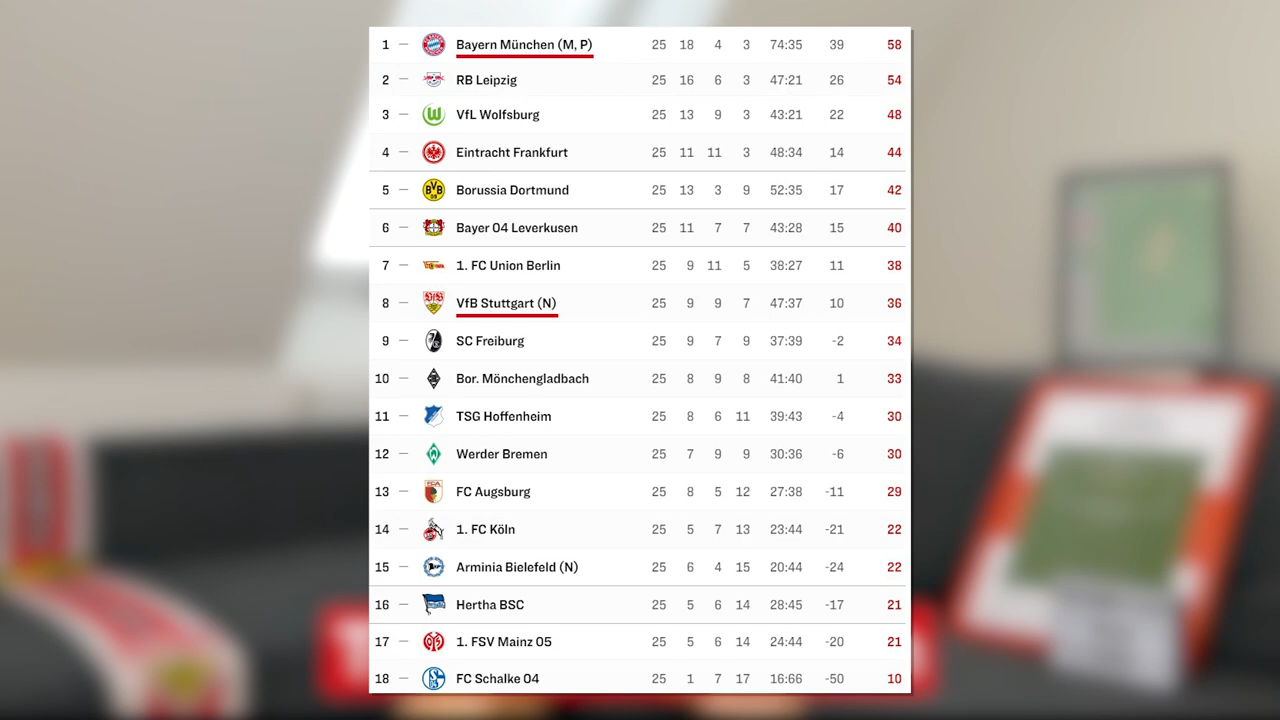 1 — Bayern München (M, P) 25 18 4 3 74:35 39 58
2 — RB Leipzig 25 16 6 3 47:21 26 54
3 — VfL Wolfsburg 25 13 9 3 43:21 22 48
4 — Eintracht Frankfurt 25 11 11 3 48:34 14 44
5 — Borussia Dortmund 25 13 3 9 52:35 17 42
6 — Bayer 04 Leverkusen 25 11 7 7 43:28 15 40
7 — 1. FC Union Berlin 25 9 11 5 38:27 11 38
8 — VfB Stuttgart (N) 25 9 9 7 47:37 10 36
9 — SC Freiburg 25 9 7 9 37:39 -2 34
10 — Bor. Mönchengladbach 25 8 9 8 41:40 1 33
11 — TSG Hoffenheim 25 8 6 11 39:43 -4 30
12 — Werder Bremen 25 7 9 9 30:36 -6 30
13 — FC Augsburg 25 8 5 12 27:38 -11 29
14 — 1. FC Köln 25 5 7 13 23:44 -21 22
15 — Arminia Bielefeld (N) 25 6 4 15 20:44 -24 22
16 — Hertha BSC 25 5 6 14 28:45 -17 21
17 — 1. FSV Mainz 05 25 5 6 14 24:44 -20 21
18 — FC Schalke 04 25 1 7 17 16:66 -50 10